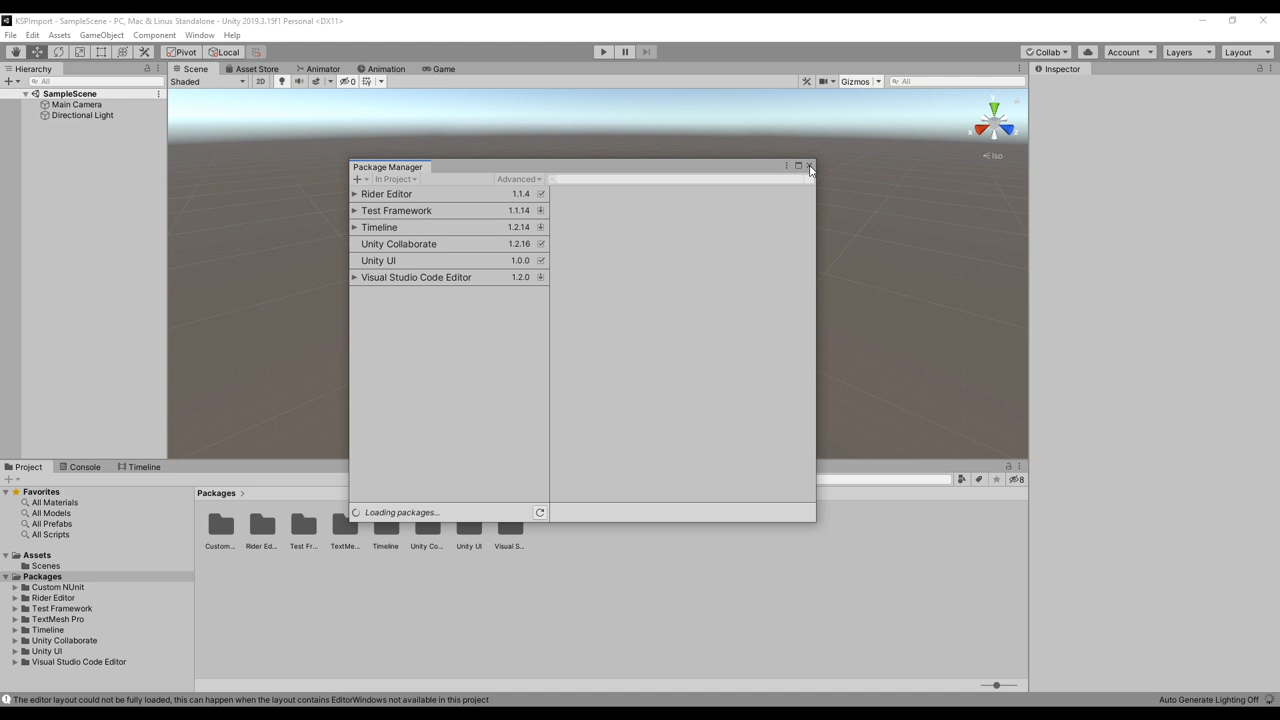 KSPImport - SampleScene - PC, Mac & Linux Standalone - Unity 2019.3.15f1 Personal <DX11>
File Edit Assets GameObject Component Window Help
Pivot Local Collab Account Layers Layout
Hierarchy
All
SampleScene
Main Camera
Directional Light
Scene Asset Store Animator Animation Game
Shaded 2D 0 Gizmos All
y
x z
Iso
Inspector
Package Manager
In Project Advanced
Rider Editor 1.1.4
Test Framework 1.1.14
Timeline 1.2.14
Unity Collaborate 1.2.16
Unity UI 1.0.0
Visual Studio Code Editor 1.2.0
Loading packages...
Project Console Timeline
8
Favorites
All Materials
All Models
All Prefabs
All Scripts
Assets
Scenes
Packages
Custom NUnit
Rider Editor
Test Framework
TextMesh Pro
Timeline
Unity Collaborate
Unity UI
Visual Studio Code Editor
Packages >
Custom... Rider Ed... Test Fr... TextMe... Timeline Unity Co... Unity UI Visual S...
The editor layout could not be fully loaded, this can happen when the layout contains EditorWindows not available in this project
Auto Generate Lighting Off